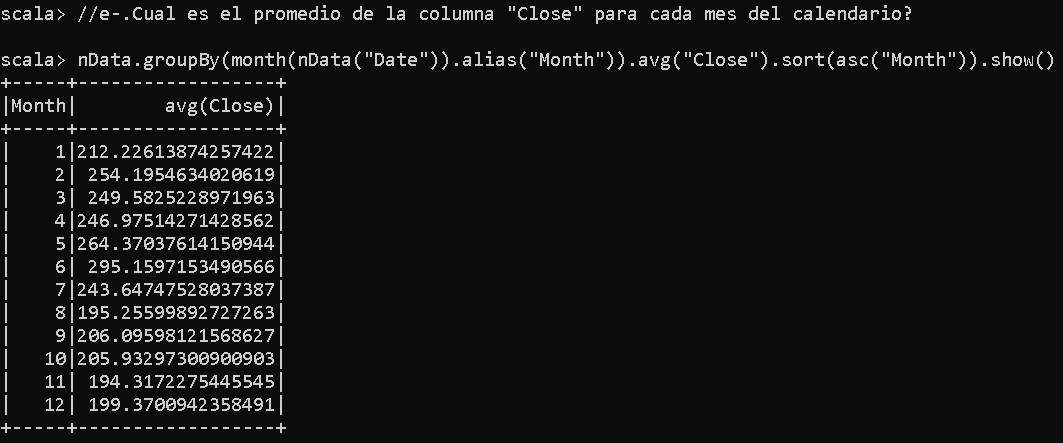 scala> //e-.Cual es el promedio de la columna "Close" para cada mes del calendario?
scala> nData.groupBy(month(nData("Date")).alias("Month")).avg("Close").sort(asc("Month")).show()
+-----+------------------+
|Month|        avg(Close)|
+-----+------------------+
|    1|212.22613874257422|
|    2| 254.1954634020619|
|    3| 249.5825228971963|
|    4|246.97514271428562|
|    5|264.37037614150944|
|    6| 295.1597153490566|
|    7|243.64747528037387|
|    8|195.25599892727263|
|    9|206.09598121568627|
|   10|205.93297300900903|
|   11| 194.3172275445545|
|   12| 199.3700942358491|
+-----+------------------+